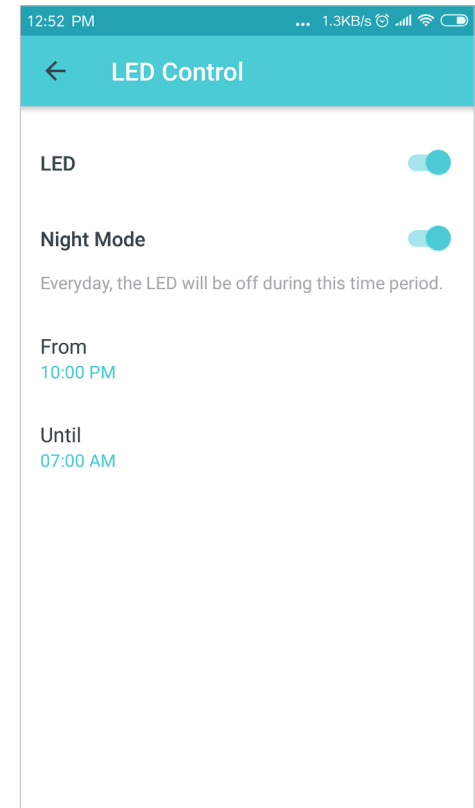 12:52 PM ... 1.3KB/s
LED Control
LED
Night Mode
Everyday, the LED will be off during this time period.
From
10:00 PM
Until
07:00 AM